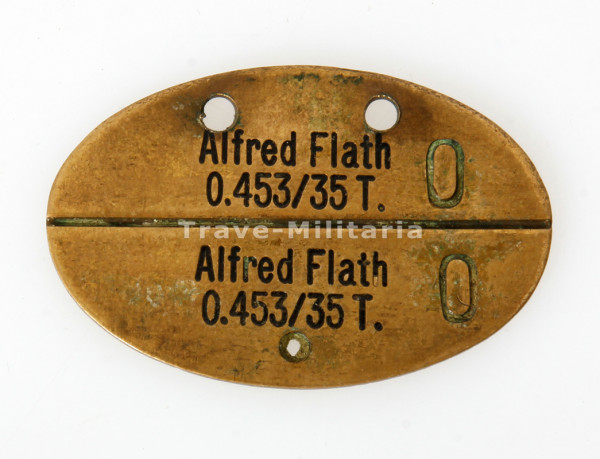 Alfred Flath
0.453/35 T. 0
Trave-Militaria
Alfred Flath 0
0.453/35 T.